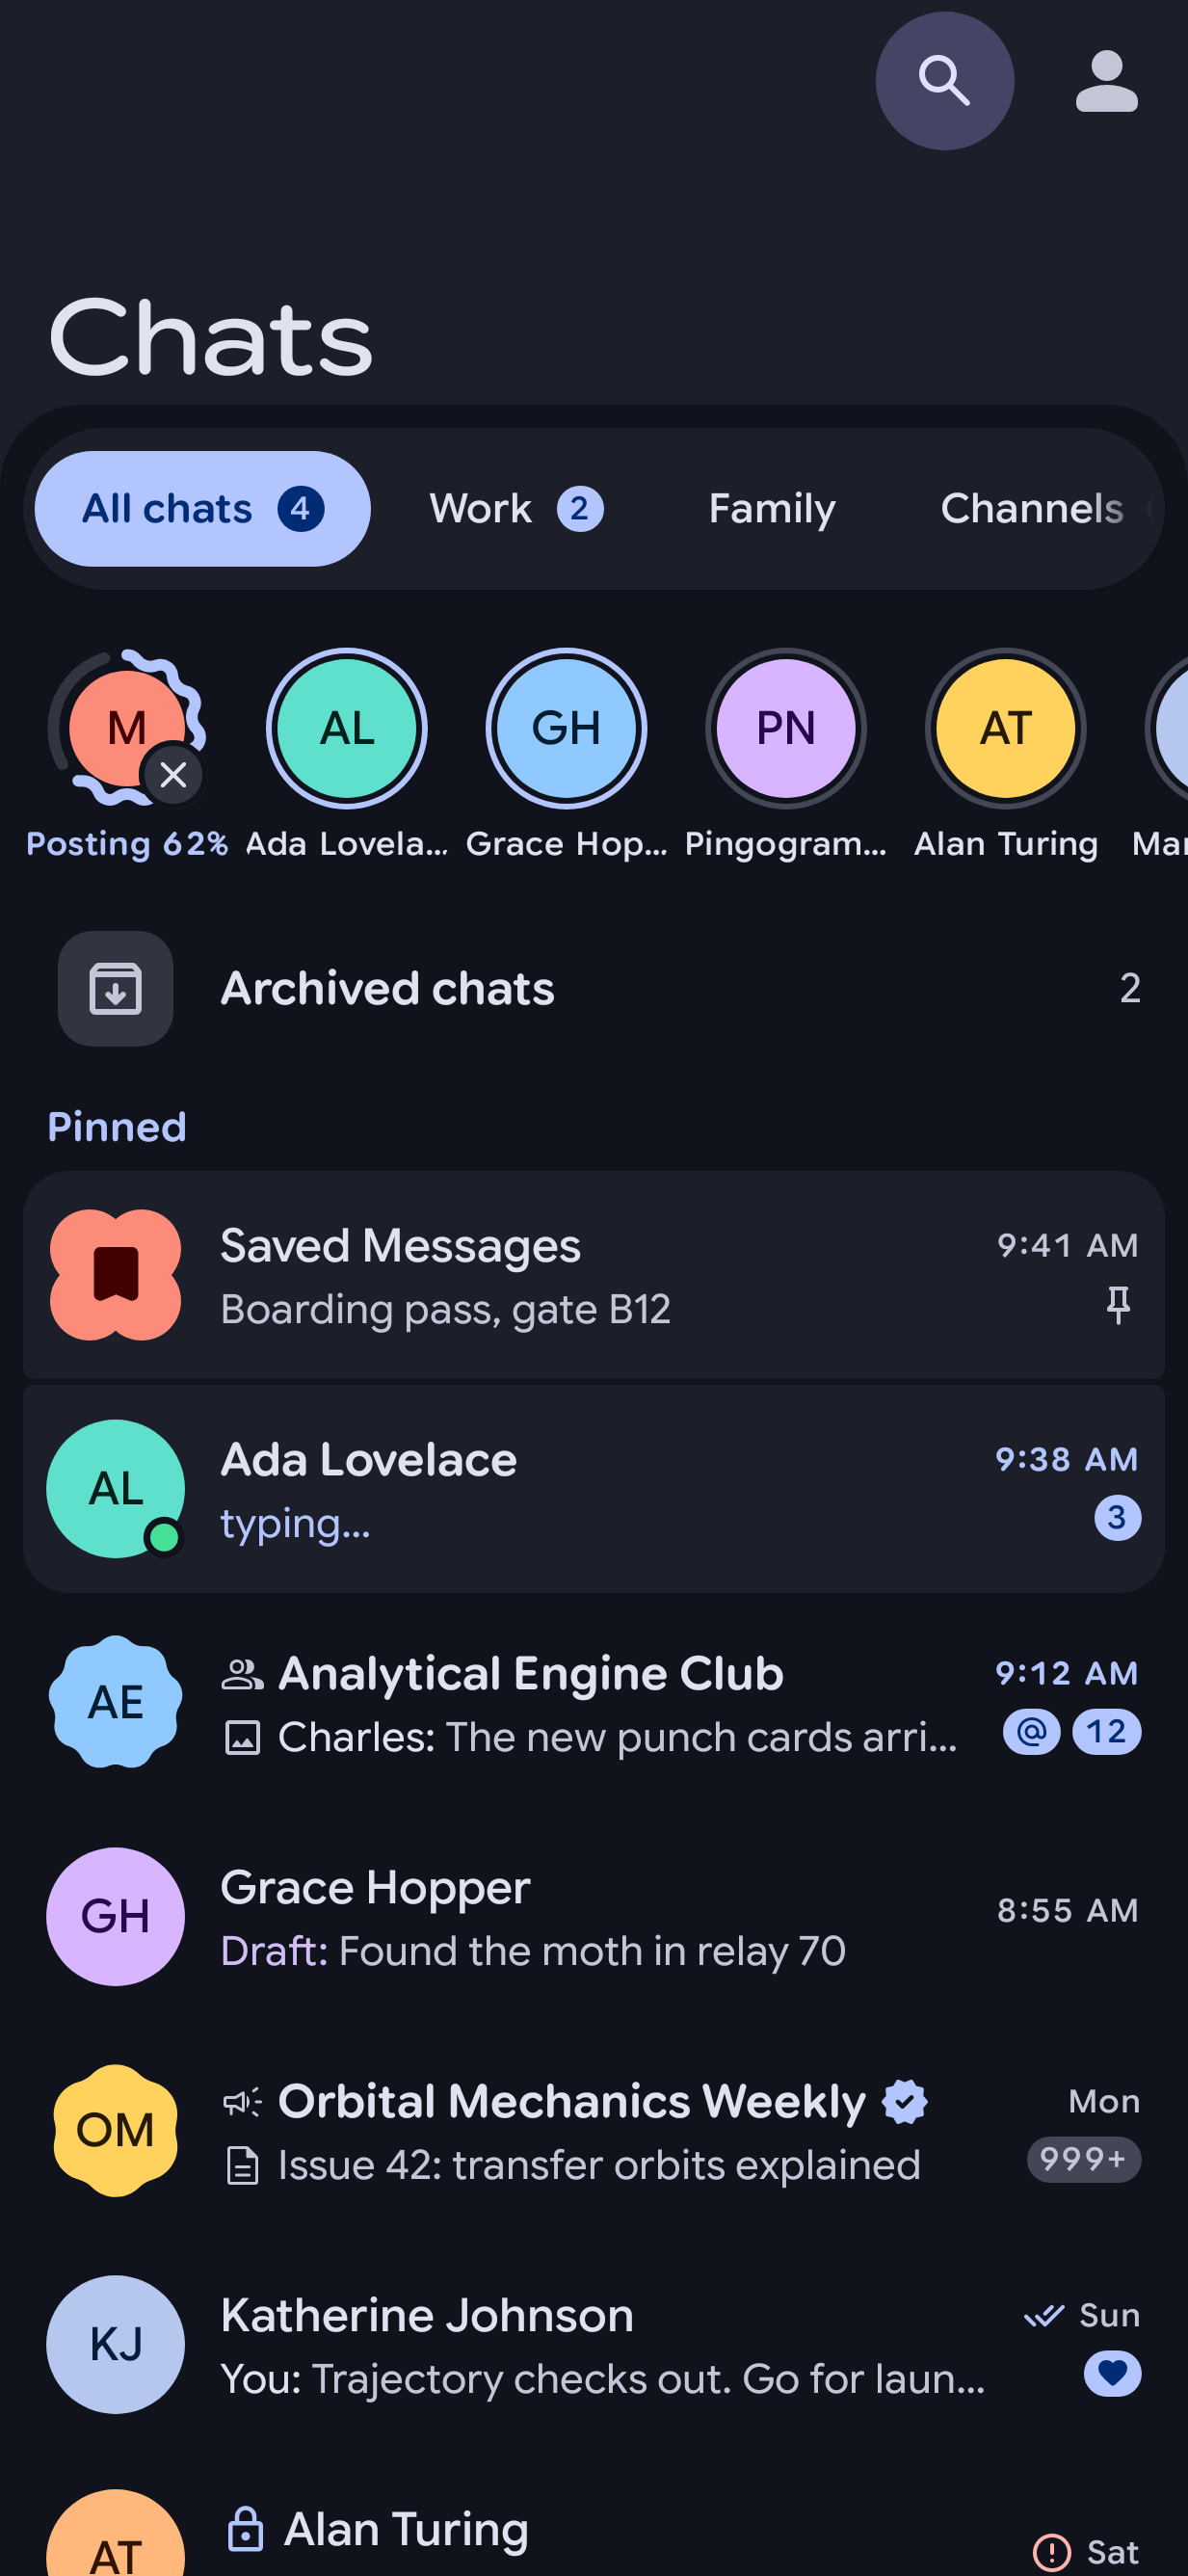 Chats
All chats 4 Work 2 Family Channels
M AL GH PN AT
Posting 62% Ada Lovela... Grace Hop... Pingogram... Alan Turing Mar
Archived chats 2
Pinned
Saved Messages 9:41 AM
Boarding pass, gate B12
AL
Ada Lovelace 9:38 AM
typing... 3
AE
Analytical Engine Club 9:12 AM
Charles: The new punch cards arri... @ 12
GH
Grace Hopper 8:55 AM
Draft: Found the moth in relay 70
OM
Orbital Mechanics Weekly Mon
Issue 42: transfer orbits explained 999+
KJ
Katherine Johnson Sun
You: Trajectory checks out. Go for laun...
AT
Alan Turing Sat